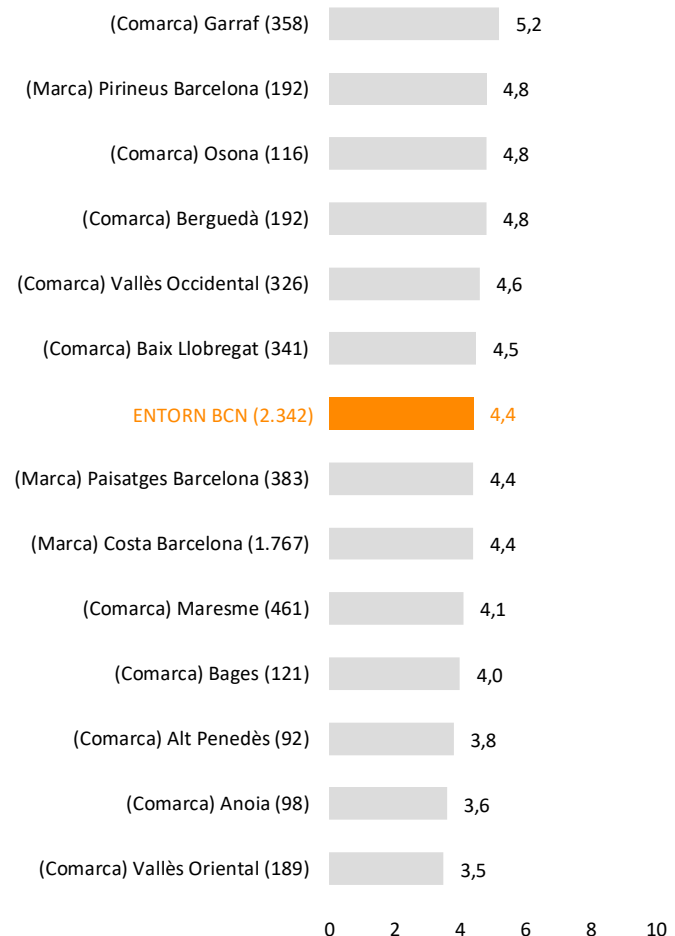 (Comarca) Garraf (358) 5,2
(Marca) Pirineus Barcelona (192) 4,8
(Comarca) Osona (116) 4,8
(Comarca) Berguedà (192) 4,8
(Comarca) Vallès Occidental (326) 4,6
(Comarca) Baix Llobregat (341) 4,5
ENTORN BCN (2.342) 4,4
(Marca) Paisatges Barcelona (383) 4,4
(Marca) Costa Barcelona (1.767) 4,4
(Comarca) Maresme (461) 4,1
(Comarca) Bages (121) 4,0
(Comarca) Alt Penedès (92) 3,8
(Comarca) Anoia (98) 3,6
(Comarca) Vallès Oriental (189) 3,5
0 2 4 6 8 10